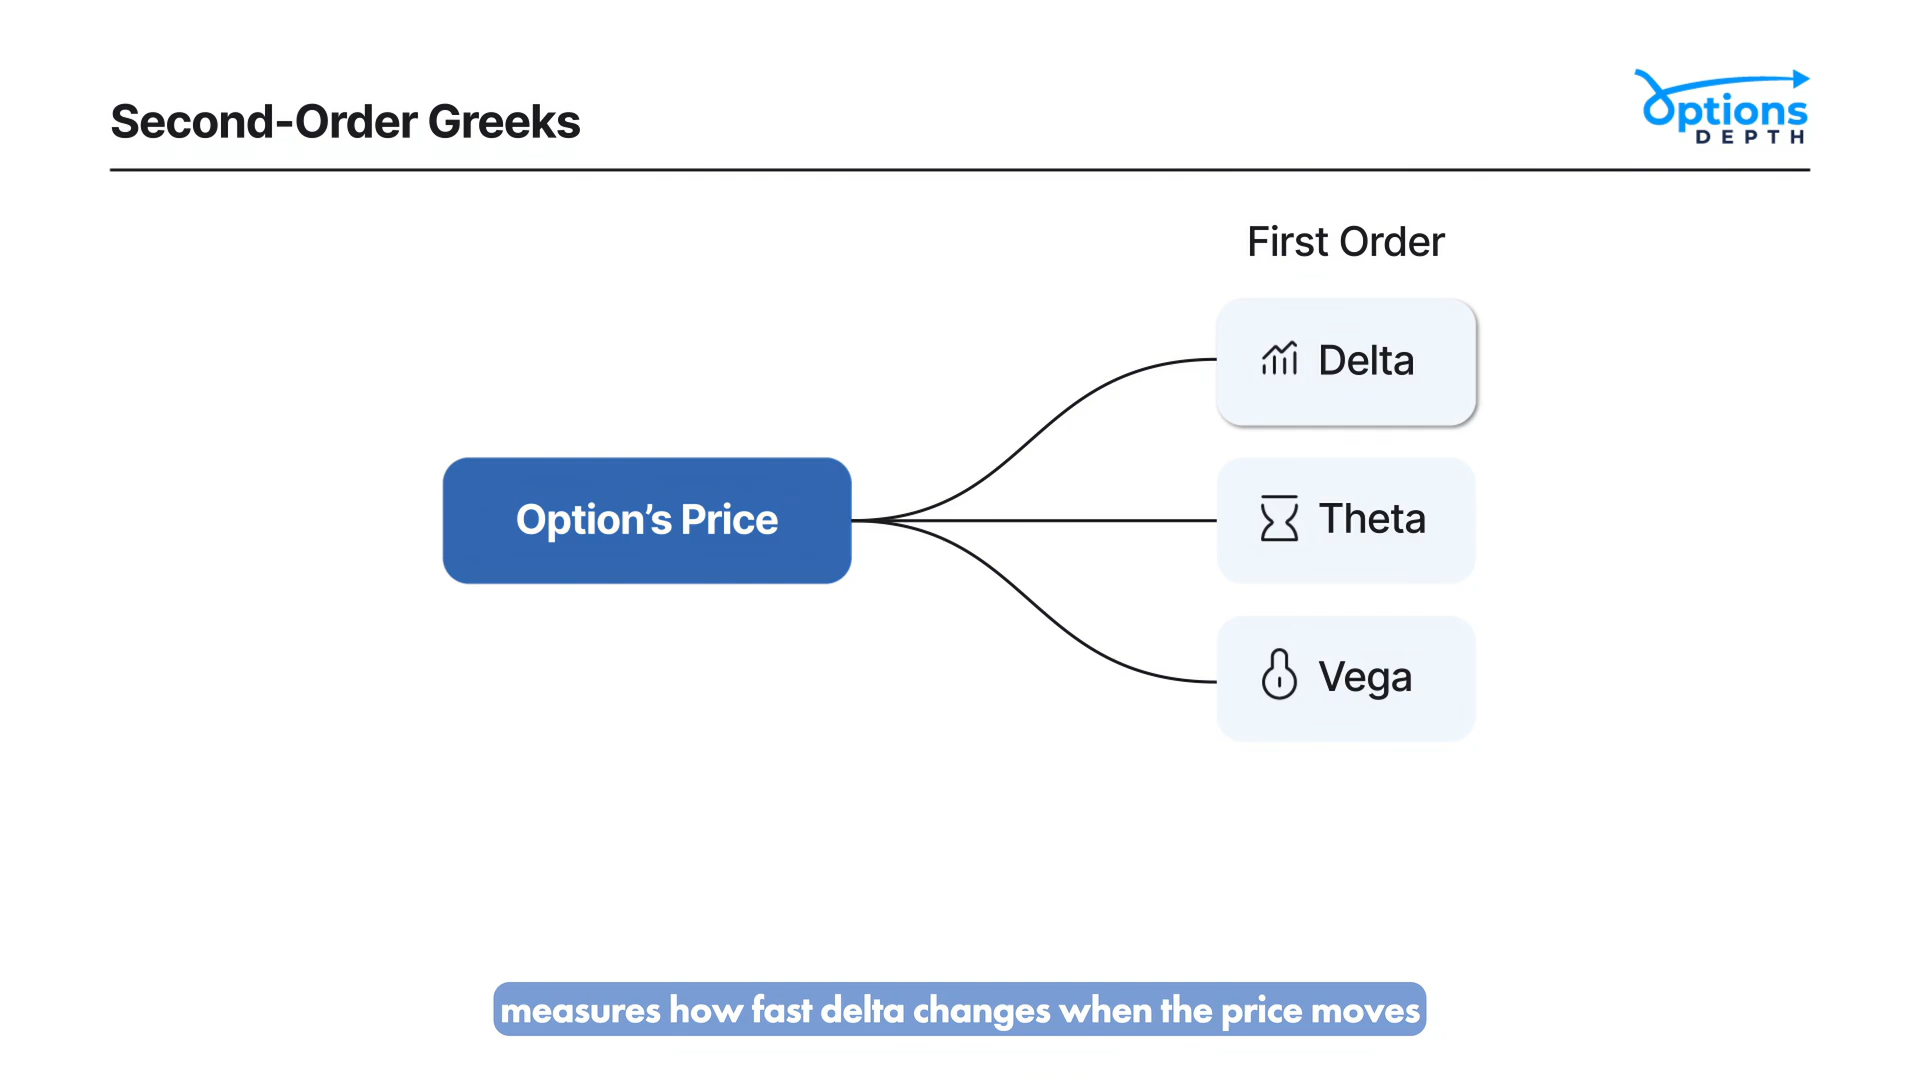 Second-Order Greeks
Options
DEPTH
First Order
Delta
Option’s Price
Theta
Vega
measures how fast delta changes when the price moves